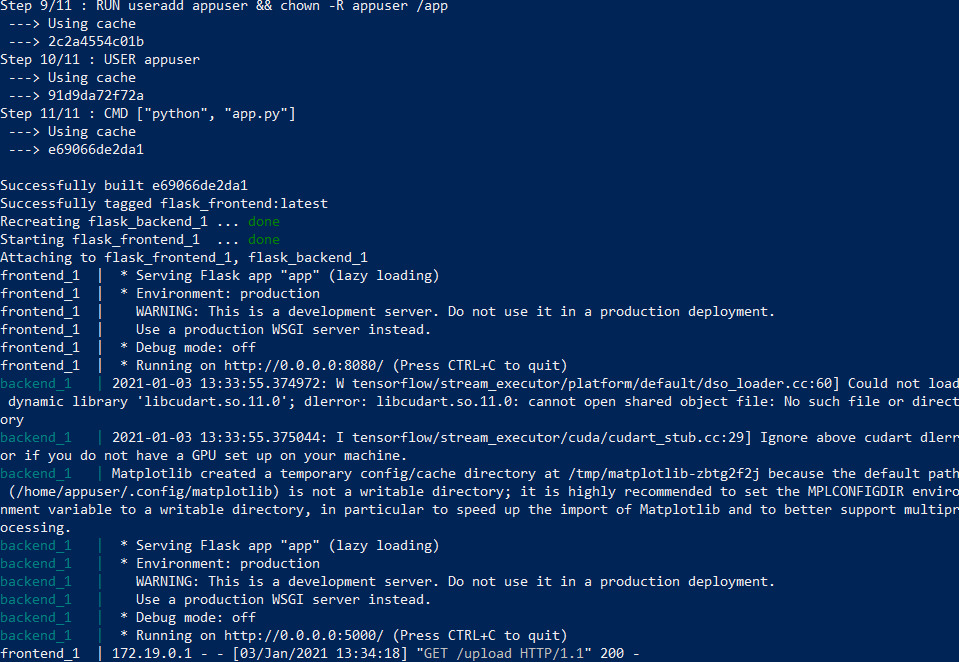 Step 9/11 : RUN useradd appuser && chown -R appuser /app
 ---> Using cache
 ---> 2c2a4554c01b
Step 10/11 : USER appuser
 ---> Using cache
 ---> 91d9da72f72a
Step 11/11 : CMD ["python", "app.py"]
 ---> Using cache
 ---> e69066de2da1

Successfully built e69066de2da1
Successfully tagged flask_frontend:latest
Recreating flask_backend_1 ... done
Starting flask_frontend_1  ... done
Attaching to flask_frontend_1, flask_backend_1
frontend_1  |  * Serving Flask app "app" (lazy loading)
frontend_1  |  * Environment: production
frontend_1  |    WARNING: This is a development server. Do not use it in a production deployment.
frontend_1  |    Use a production WSGI server instead.
frontend_1  |  * Debug mode: off
frontend_1  |  * Running on http://0.0.0.0:8080/ (Press CTRL+C to quit)
backend_1   | 2021-01-03 13:33:55.374972: W tensorflow/stream_executor/platform/default/dso_loader.cc:60] Could not load
 dynamic library 'libcudart.so.11.0'; dlerror: libcudart.so.11.0: cannot open shared object file: No such file or direct
ory
backend_1   | 2021-01-03 13:33:55.375044: I tensorflow/stream_executor/cuda/cudart_stub.cc:29] Ignore above cudart dlerr
or if you do not have a GPU set up on your machine.
backend_1   | Matplotlib created a temporary config/cache directory at /tmp/matplotlib-zbtg2f2j because the default path
 (/home/appuser/.config/matplotlib) is not a writable directory; it is highly recommended to set the MPLCONFIGDIR enviro
nment variable to a writable directory, in particular to speed up the import of Matplotlib and to better support multipr
ocessing.
backend_1   |  * Serving Flask app "app" (lazy loading)
backend_1   |  * Environment: production
backend_1   |    WARNING: This is a development server. Do not use it in a production deployment.
backend_1   |    Use a production WSGI server instead.
backend_1   |  * Debug mode: off
backend_1   |  * Running on http://0.0.0.0:5000/ (Press CTRL+C to quit)
frontend_1  | 172.19.0.1 - - [03/Jan/2021 13:34:18] "GET /upload HTTP/1.1" 200 -